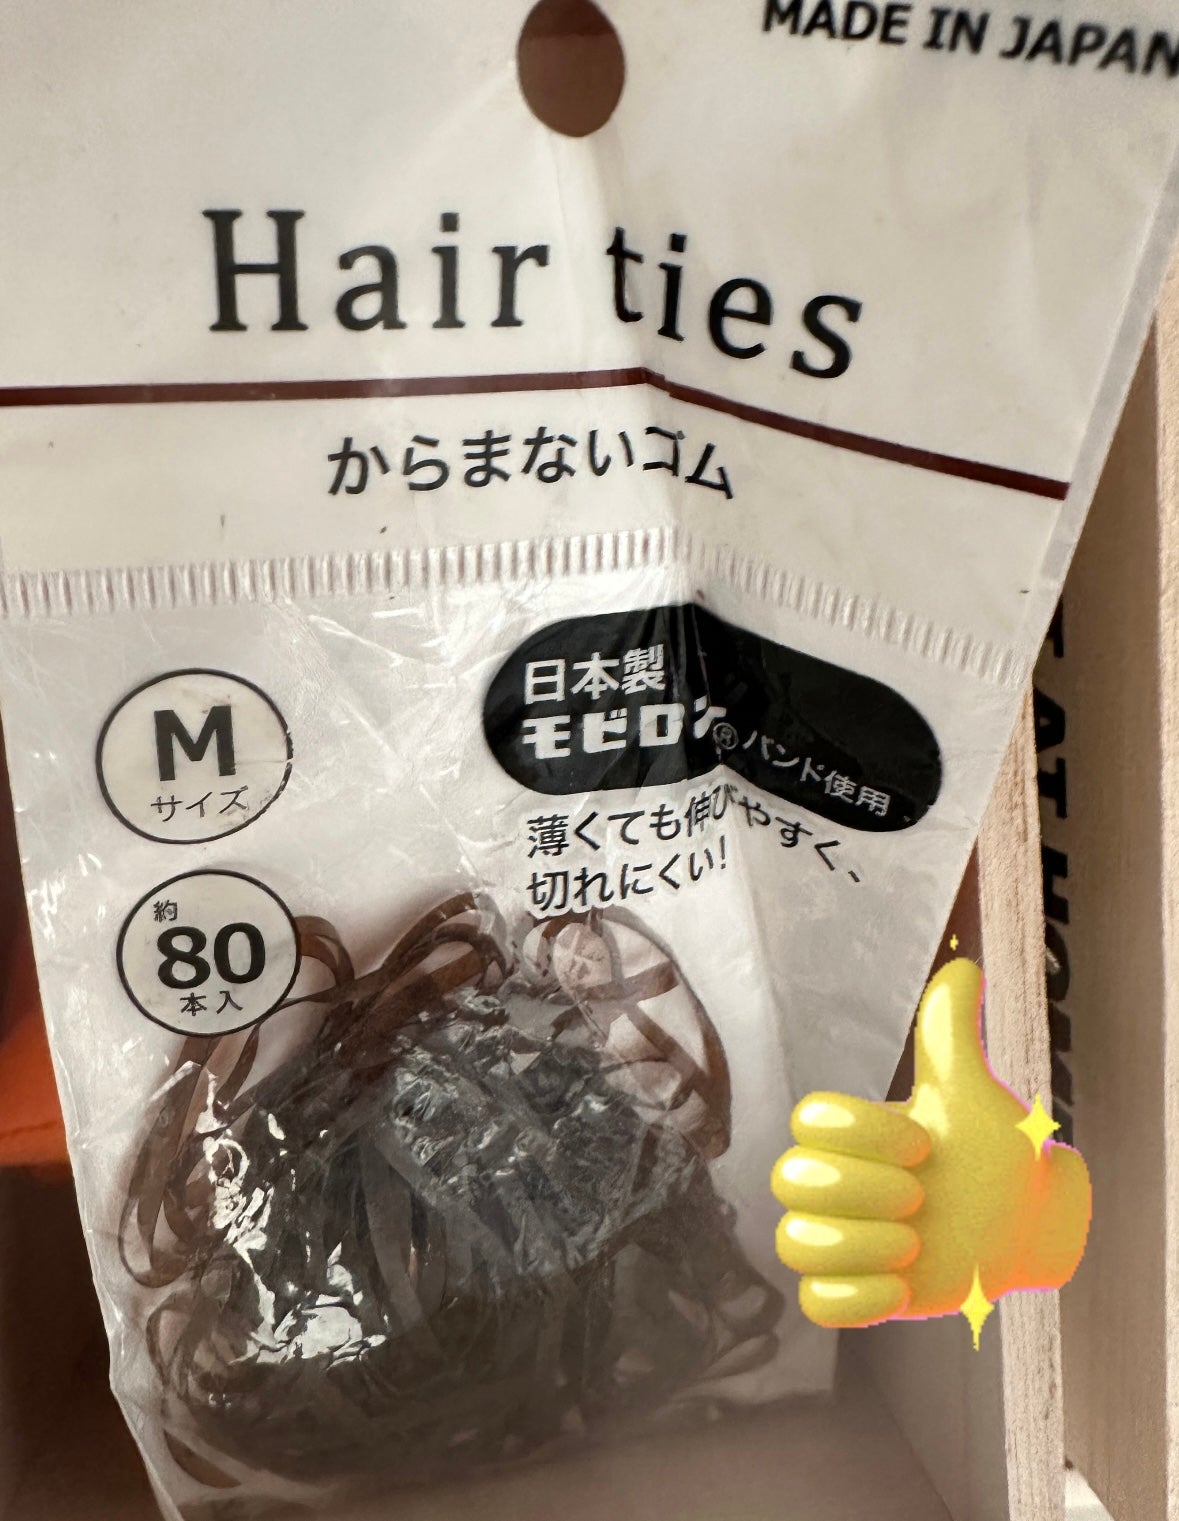 MADE IN JAPAN
Hair ties
からまないゴム
M
サイズ
日本製
モビロン®バンド使用
薄くても伸びやすく、
切れにくい!
約
80
本入